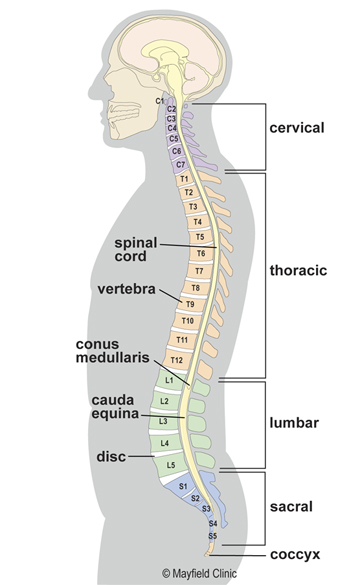 C1
C2
C3
C4
C5
C6
C7
cervical
T1
T2
T3
T4
T5
T6
T7
T8
T9
T10
T11
T12
spinal
cord
thoracic
vertebra
conus
medullaris
L1
L2
L3
L4
L5
cauda
equina
lumbar
disc
S1
S2
S3
S4
S5
sacral
coccyx
© Mayfield Clinic